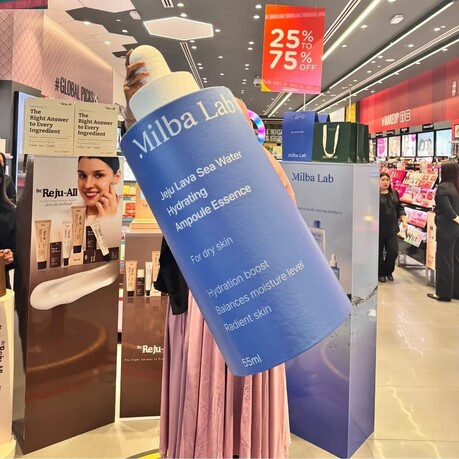 25% TO
75% OFF
#GLOBAL PICKS
#MAKEUP
The
Right Answer
to Every
Ingredient
The
Right Answer
to Every
Ingredient
Dr. Reju-All
Milba Lab
Jeju Lava Sea Water
Hydrating
Ampoule Essence
For dry skin
Hydration boost
Balances moisture level
Radient skin
55ml
Milba Lab
Milba Lab
Dr. Reju-